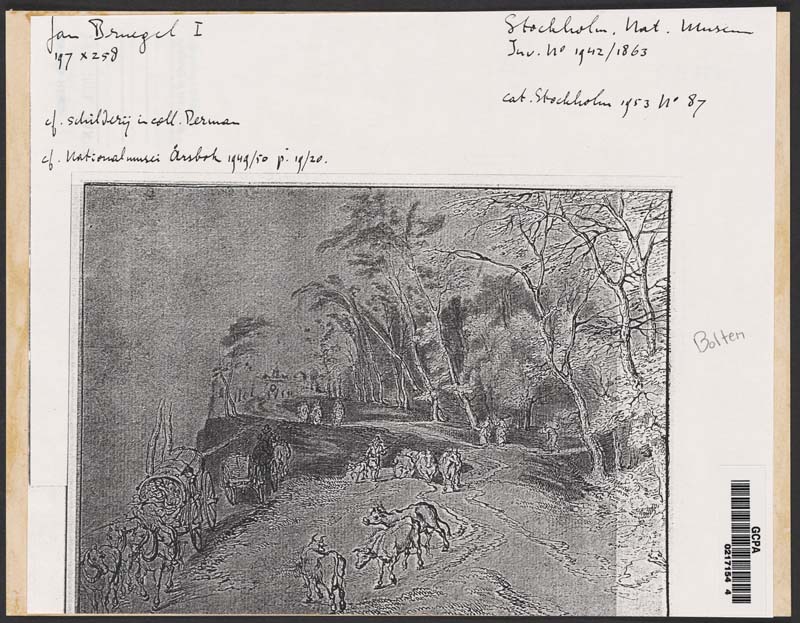 Jan Bruegel I
197 x 258
Stockholm. Nat. Museum
Inv. No 1942/1863
cat. Stockholm 1953 No 87
cf. schilderij in coll. Perman
cf. Nationalmusei Årsbok 1949/50 p. 19/20.
Bolten
GCPA
0217154 4